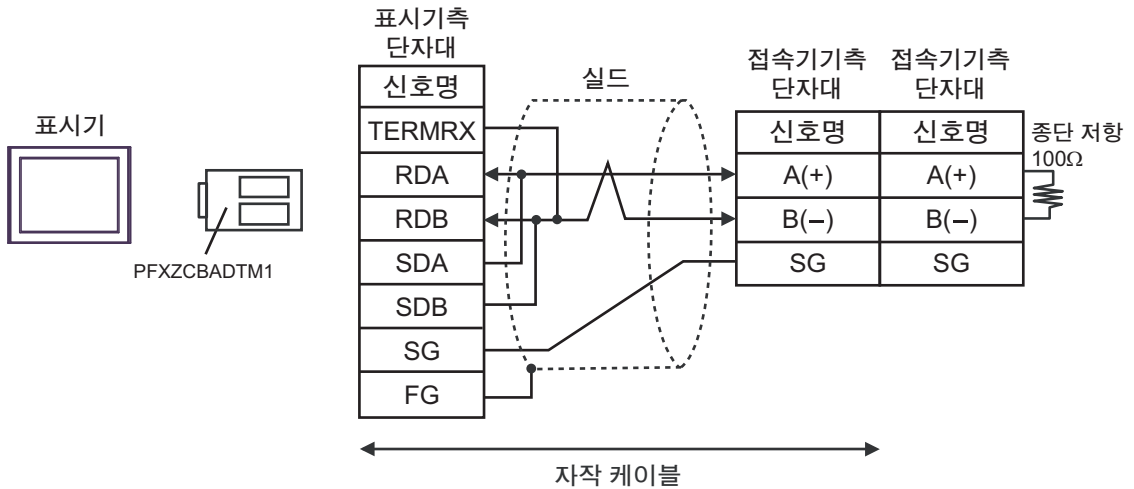 표시기
PFXZCBADTM1
표시기측
단자대
신호명
TERMRX
RDA
RDB
SDA
SDB
SG
FG
실드
접속기기측
단자대
신호명
A(+)
B(−)
SG
접속기기측
단자대
신호명
A(+)
B(−)
SG
종단 저항
100Ω
자작 케이블